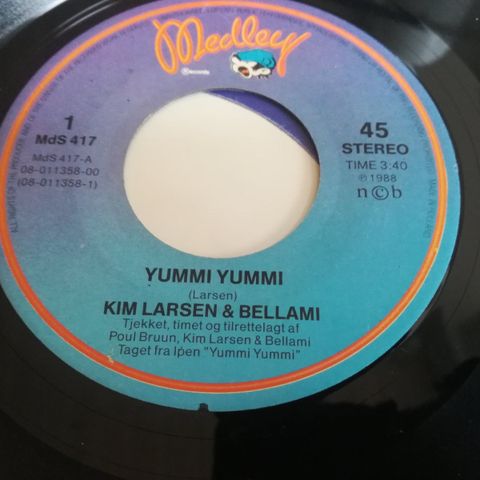 Medley
Records
1
MdS 417
MdS 417-A
08-011358-00
(08-011358-1)
45
STEREO
TIME 3:40
℗ 1988
n©b
YUMMI YUMMI
(Larsen)
KIM LARSEN & BELLAMI
Tjekket, timet og tilrettelagt af
Poul Bruun, Kim Larsen & Bellami
Taget fra lpen "Yummi Yummi"